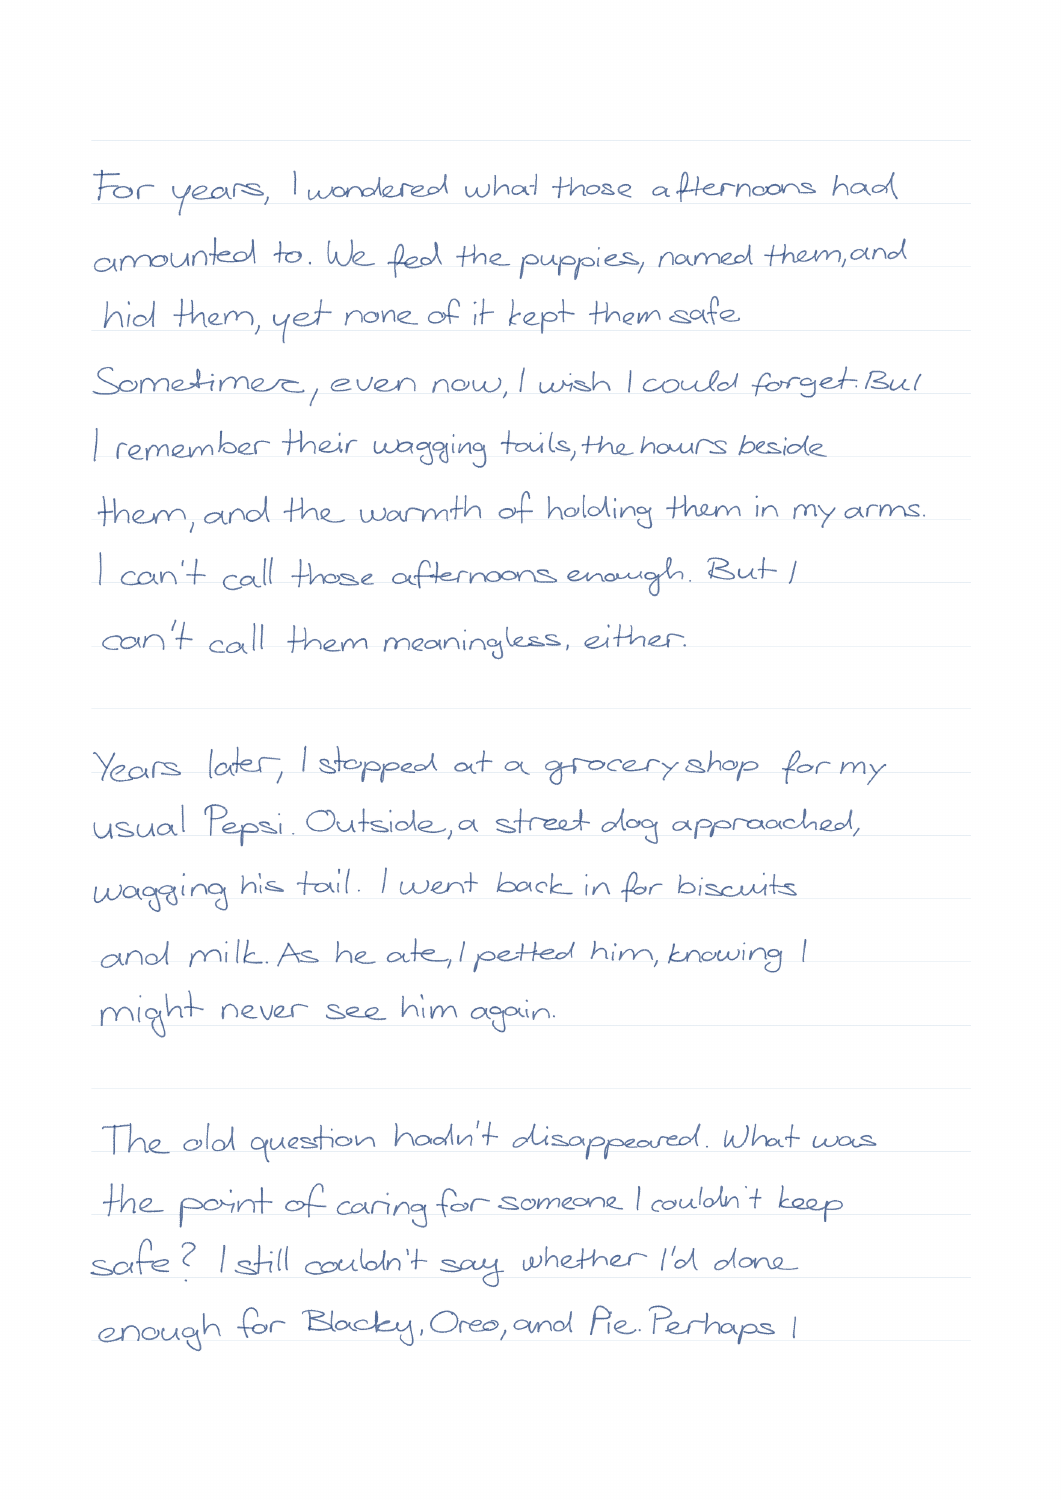 For years, I wondered what those afternoons had
amounted to. We fed the puppies, named them, and
hid them, yet none of it kept them safe
Sometimes, even now, I wish I could forget. But
I remember their wagging tails, the hours beside
them, and the warmth of holding them in my arms.
I can't call those afternoons enough. But I
can't call them meaningless, either.
Years later, I stopped at a grocery shop for my
usual Pepsi. Outside, a street dog approached,
wagging his tail. I went back in for biscuits
and milk. As he ate, I petted him, knowing I
might never see him again.
The old question hadn't disappeared. What was
the point of caring for someone I couldn't keep
safe? I still couldn't say whether I'd done
enough for Blacky, Oreo, and Pie. Perhaps I